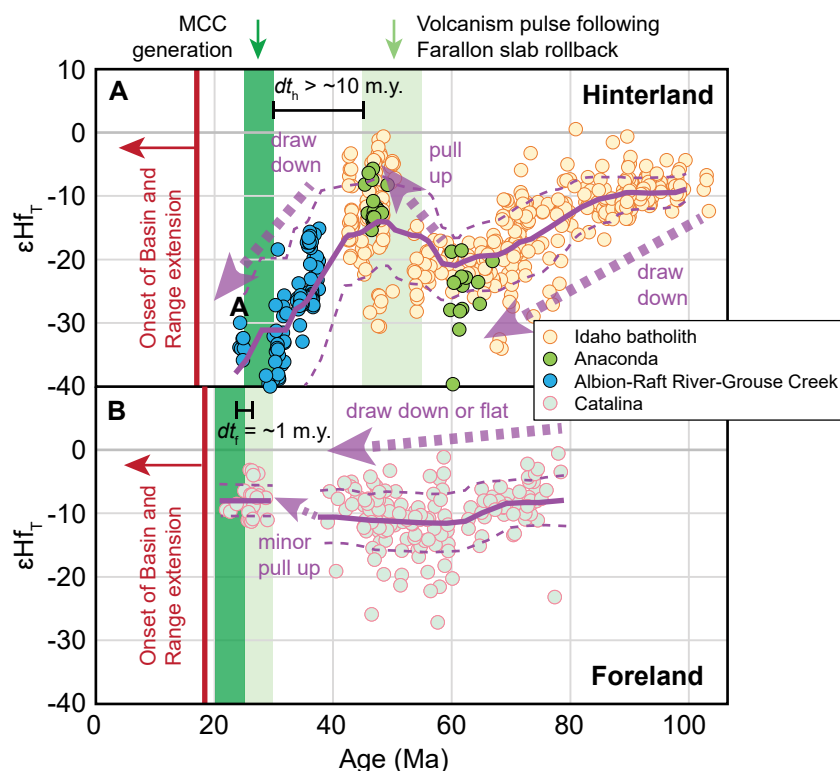 MCC
generation
Volcanism pulse following
Farallon slab rollback
A
dth > ~10 m.y.
Hinterland
draw
down
pull
up
draw
down
Onset of Basin and
Range extension
A
10
0
-10
-20
-30
-40
εHfT
Idaho batholith
Anaconda
Albion-Raft River-Grouse Creek
Catalina
B
dtf = ~1 m.y.
draw down or flat
minor
pull up
Onset of Basin and
Range extension
Foreland
0
-10
-20
-30
-40
εHfT
0
20
40
60
80
100
Age (Ma)